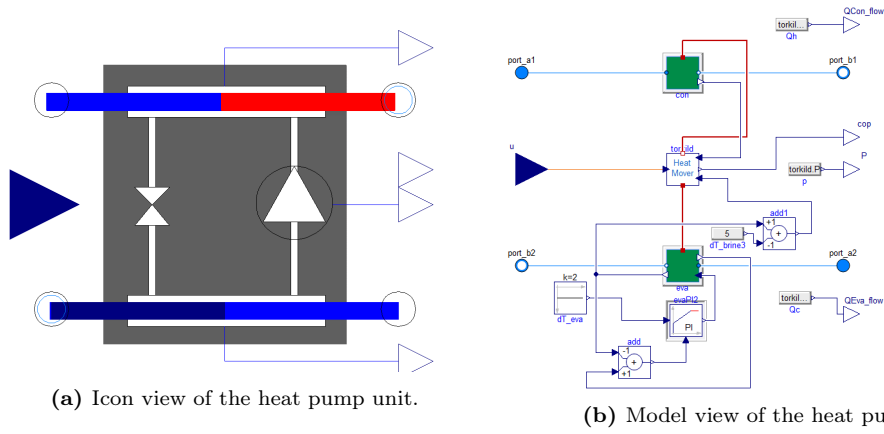 QCon_flow
torkil...
Qh
port_a1
port_b1
con
cop
u
torkild
P
Heat
Mover
torkild.P
p
add1
+1
5
+
dT_brine3
-1
port_b2
port_a2
k=2
eva
evaPI2
torkil...
QEva_flow
dT_eva
PI
Qc
add
-1
+
+1
(a) Icon view of the heat pump unit.
(b) Model view of the heat pu